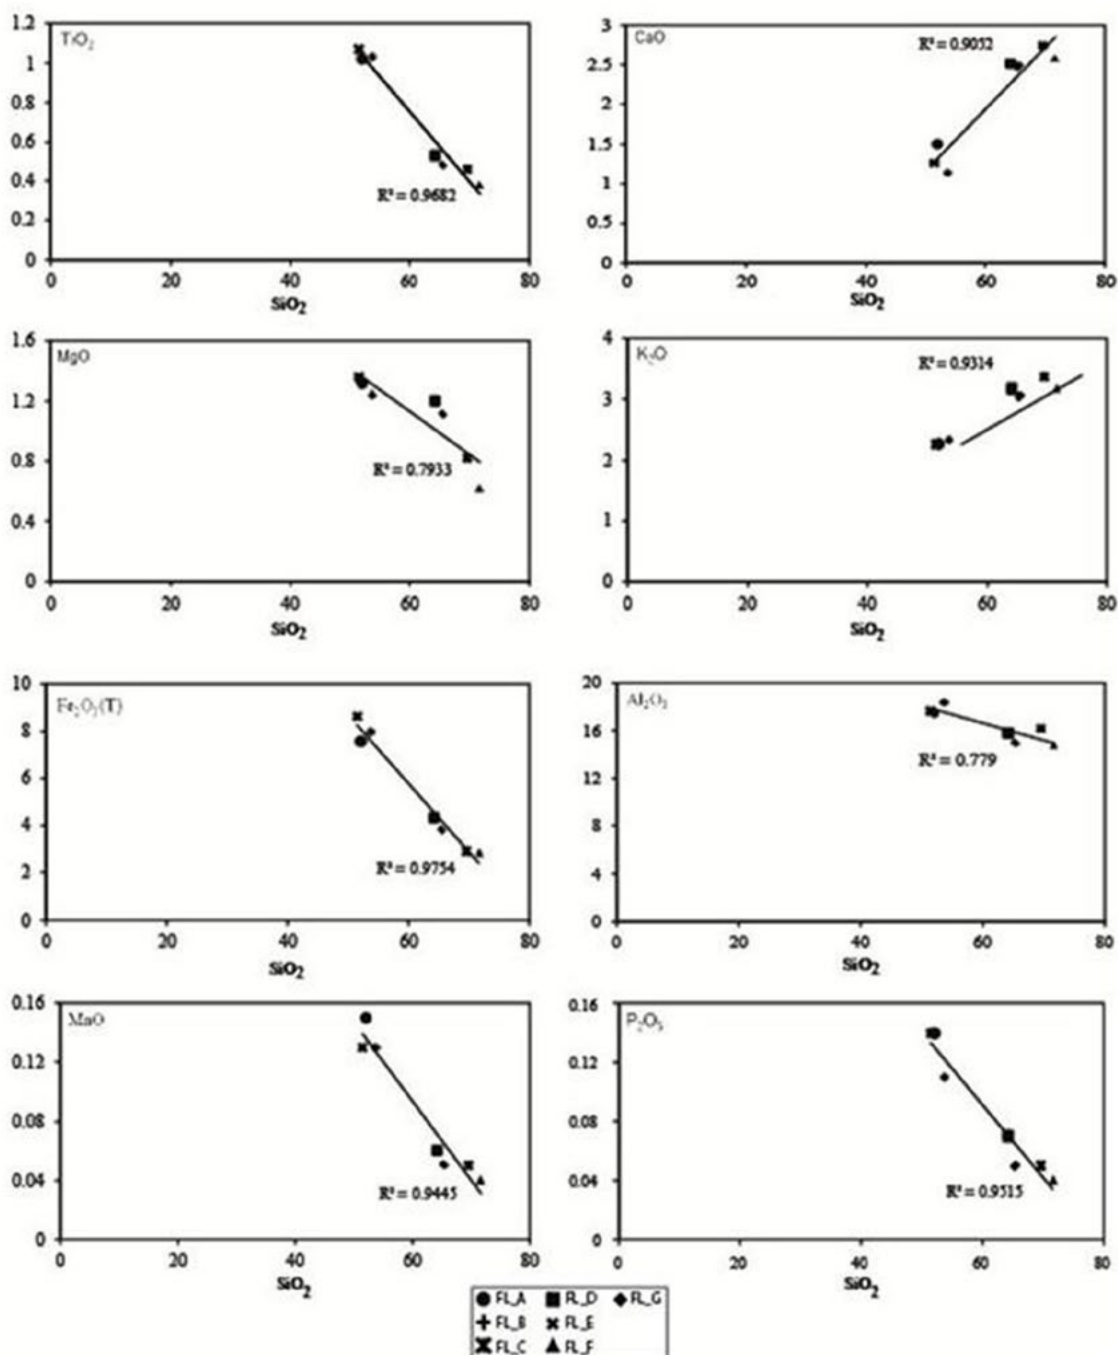 1.2
TiO₂
1
0.8
0.6
0.4
0.2
0
R² = 0.9682
0 20 40 60 80
SiO₂
3
CaO
2.5
2
1.5
1
0.5
0
R² = 0.9052
0 20 40 60 80
SiO₂
1.6
MgO
1.2
0.8
0.4
0
R² = 0.7933
0 20 40 60 80
SiO₂
4
K₂O
3
2
1
0
R² = 0.9314
0 20 40 60 80
SiO₂
10
Fe₂O₃(T)
8
6
4
2
0
R² = 0.9754
0 20 40 60 80
SiO₂
20
Al₂O₃
16
12
8
4
0
R² = 0.779
0 20 40 60 80
SiO₂
0.16
MnO
0.12
0.08
0.04
0
R² = 0.9445
0 20 40 60 80
SiO₂
0.16
P₂O₅
0.12
0.08
0.04
0
R² = 0.9515
0 20 40 60 80
SiO₂
FL_A FL_D FL_G
FL_B FL_E
FL_C FL_F